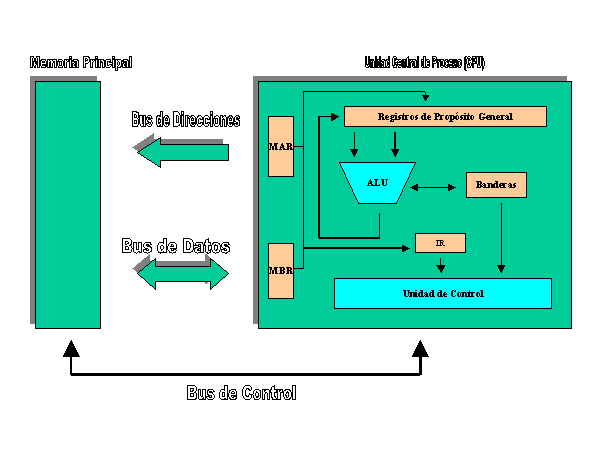 Memoria Principal
Unidad Central de Proceso (CPU)
Bus de Direcciones
Registros de Propósito General
MAR
ALU
Banderas
Bus de Datos
IR
MBR
Unidad de Control
Bus de Control